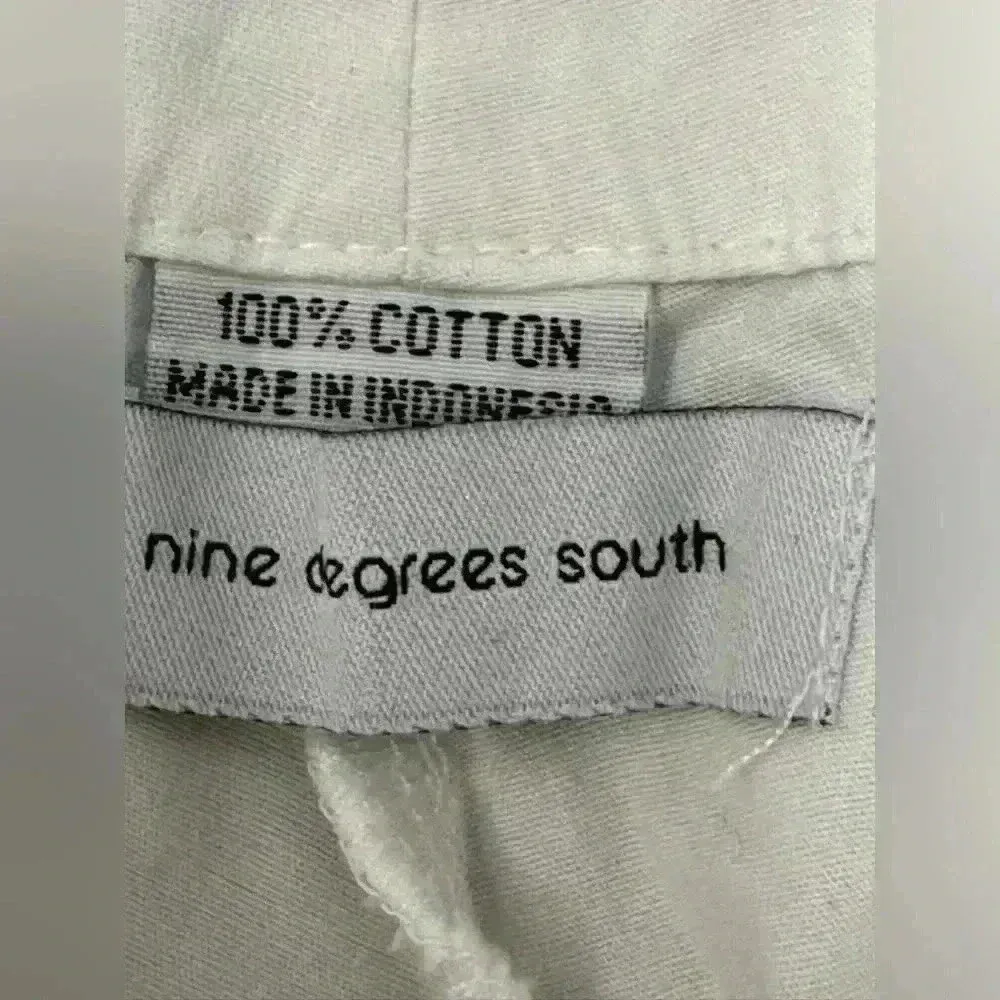 100% COTTON
MADE IN INDONESIA
nine degrees south